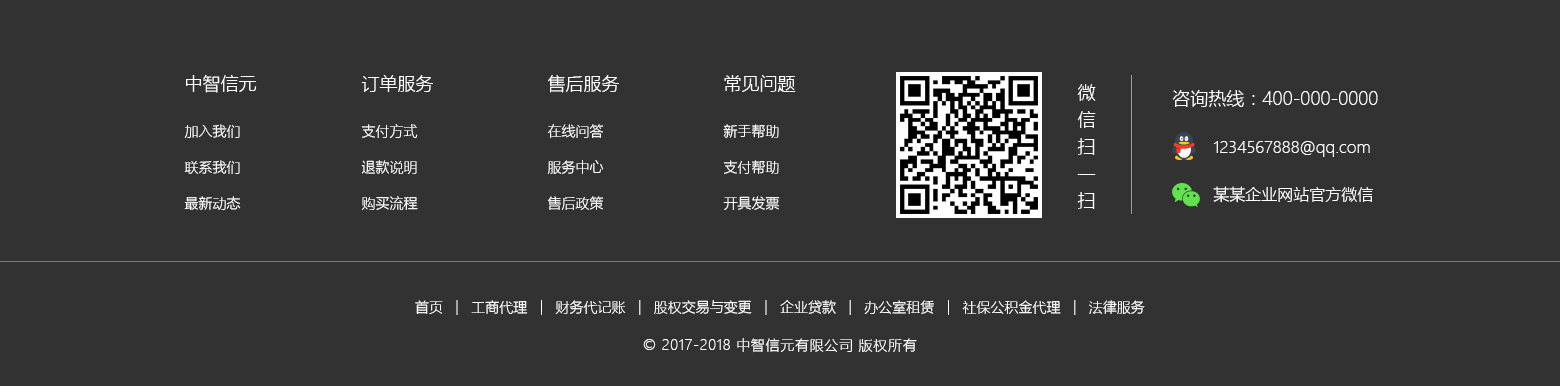 中智信元
加入我们
联系我们
最新动态
订单服务
支付方式
退款说明
购买流程
售后服务
在线问答
服务中心
售后政策
常见问题
新手帮助
支付帮助
开具发票
微信扫一扫
咨询热线：400-000-0000
1234567888@qq.com
某某企业网站官方微信
首页 | 工商代理 | 财务代记账 | 股权交易与变更 | 企业贷款 | 办公室租赁 | 社保公积金代理 | 法律服务
© 2017-2018 中智信元有限公司 版权所有